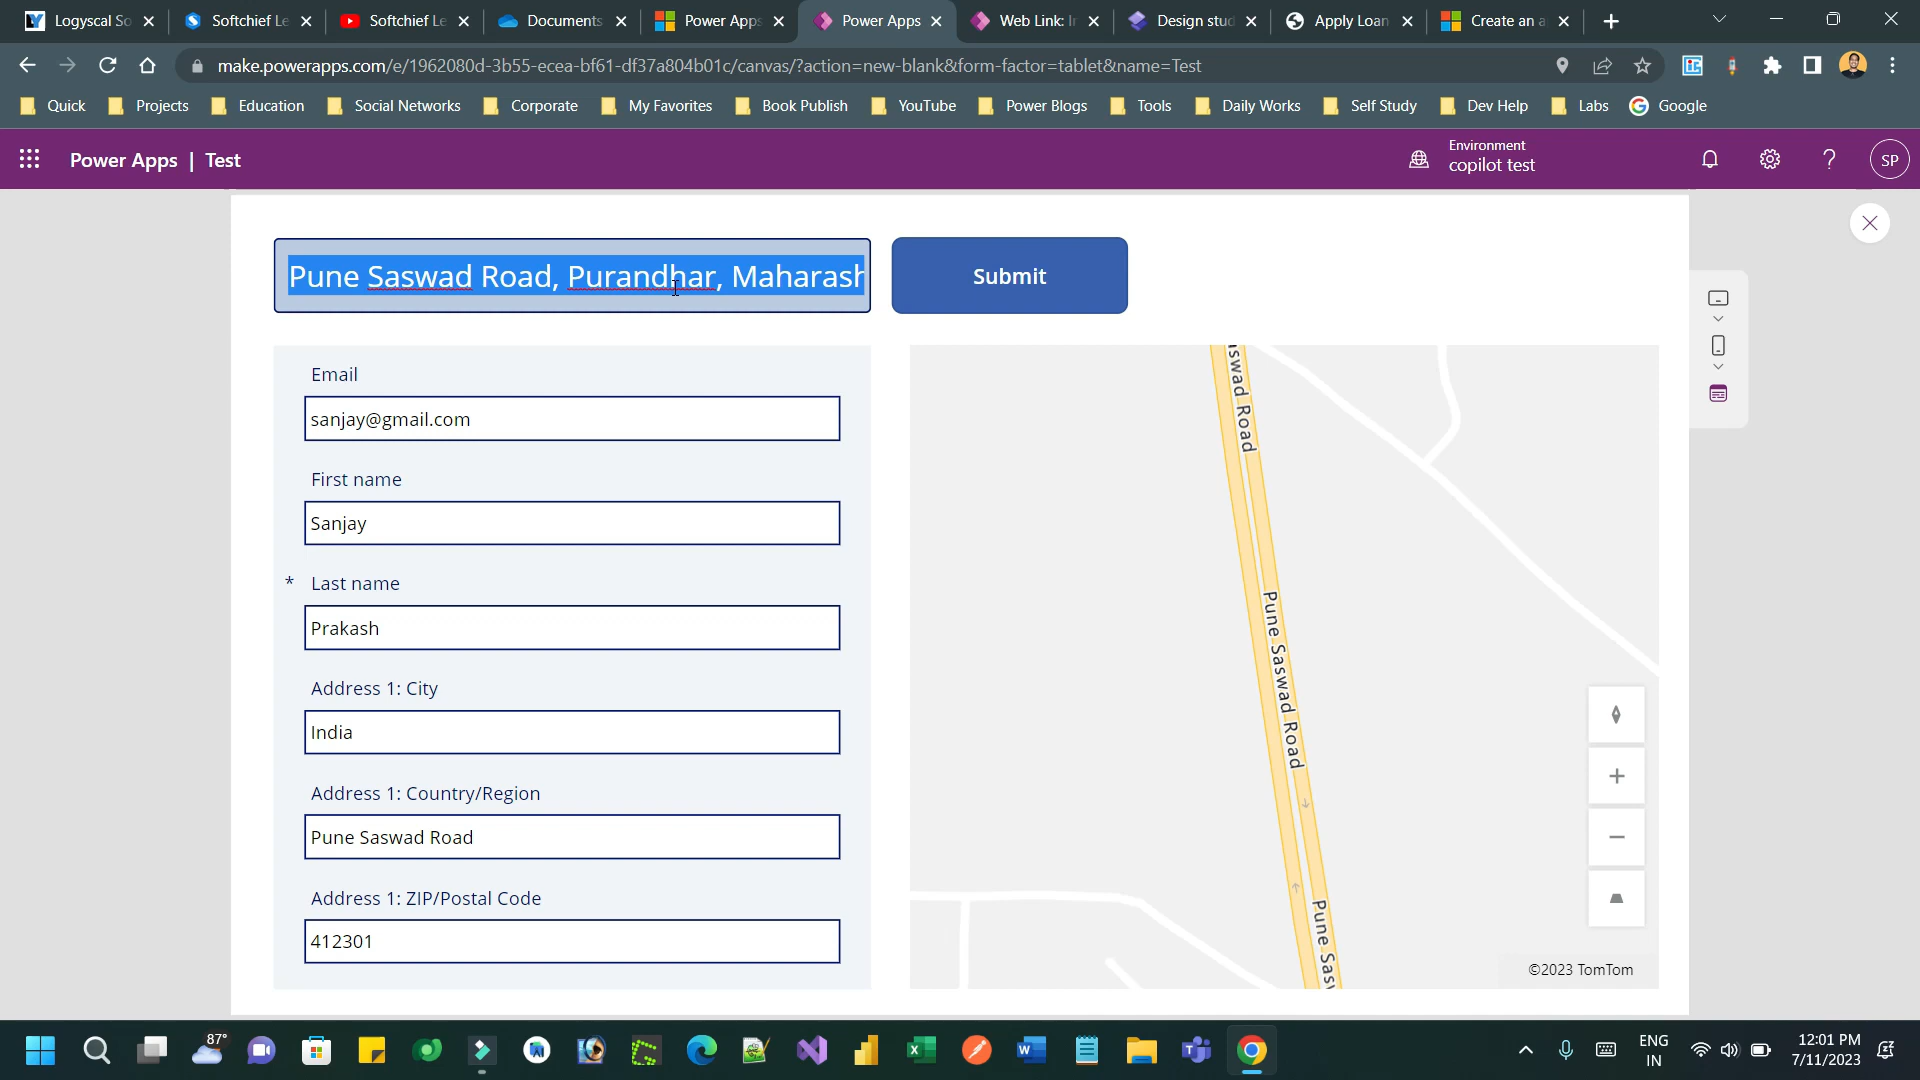 Logyscal So
Softchief Le
Softchief Le
Documents
Power Apps
Power Apps
Web Link: I
Design stud
Apply Loan
Create an a
make.powerapps.com/e/1962080d-3b55-ecea-bf61-df37a804b01c/canvas/?action=new-blank&form-factor=tablet&name=Test
Quick
Projects
Education
Social Networks
Corporate
My Favorites
Book Publish
YouTube
Power Blogs
Tools
Daily Works
Self Study
Dev Help
Labs
Google
Power Apps | Test
Environment
copilot test
SP
Pune Saswad Road, Purandhar, Maharash
Submit
Email
sanjay@gmail.com
First name
Sanjay
* Last name
Prakash
Address 1: City
India
Address 1: Country/Region
Pune Saswad Road
Address 1: ZIP/Postal Code
412301
swad Road
Pune Saswad Road
Pune Sas
©2023 TomTom
87°
ENG
IN
12:01 PM
7/11/2023